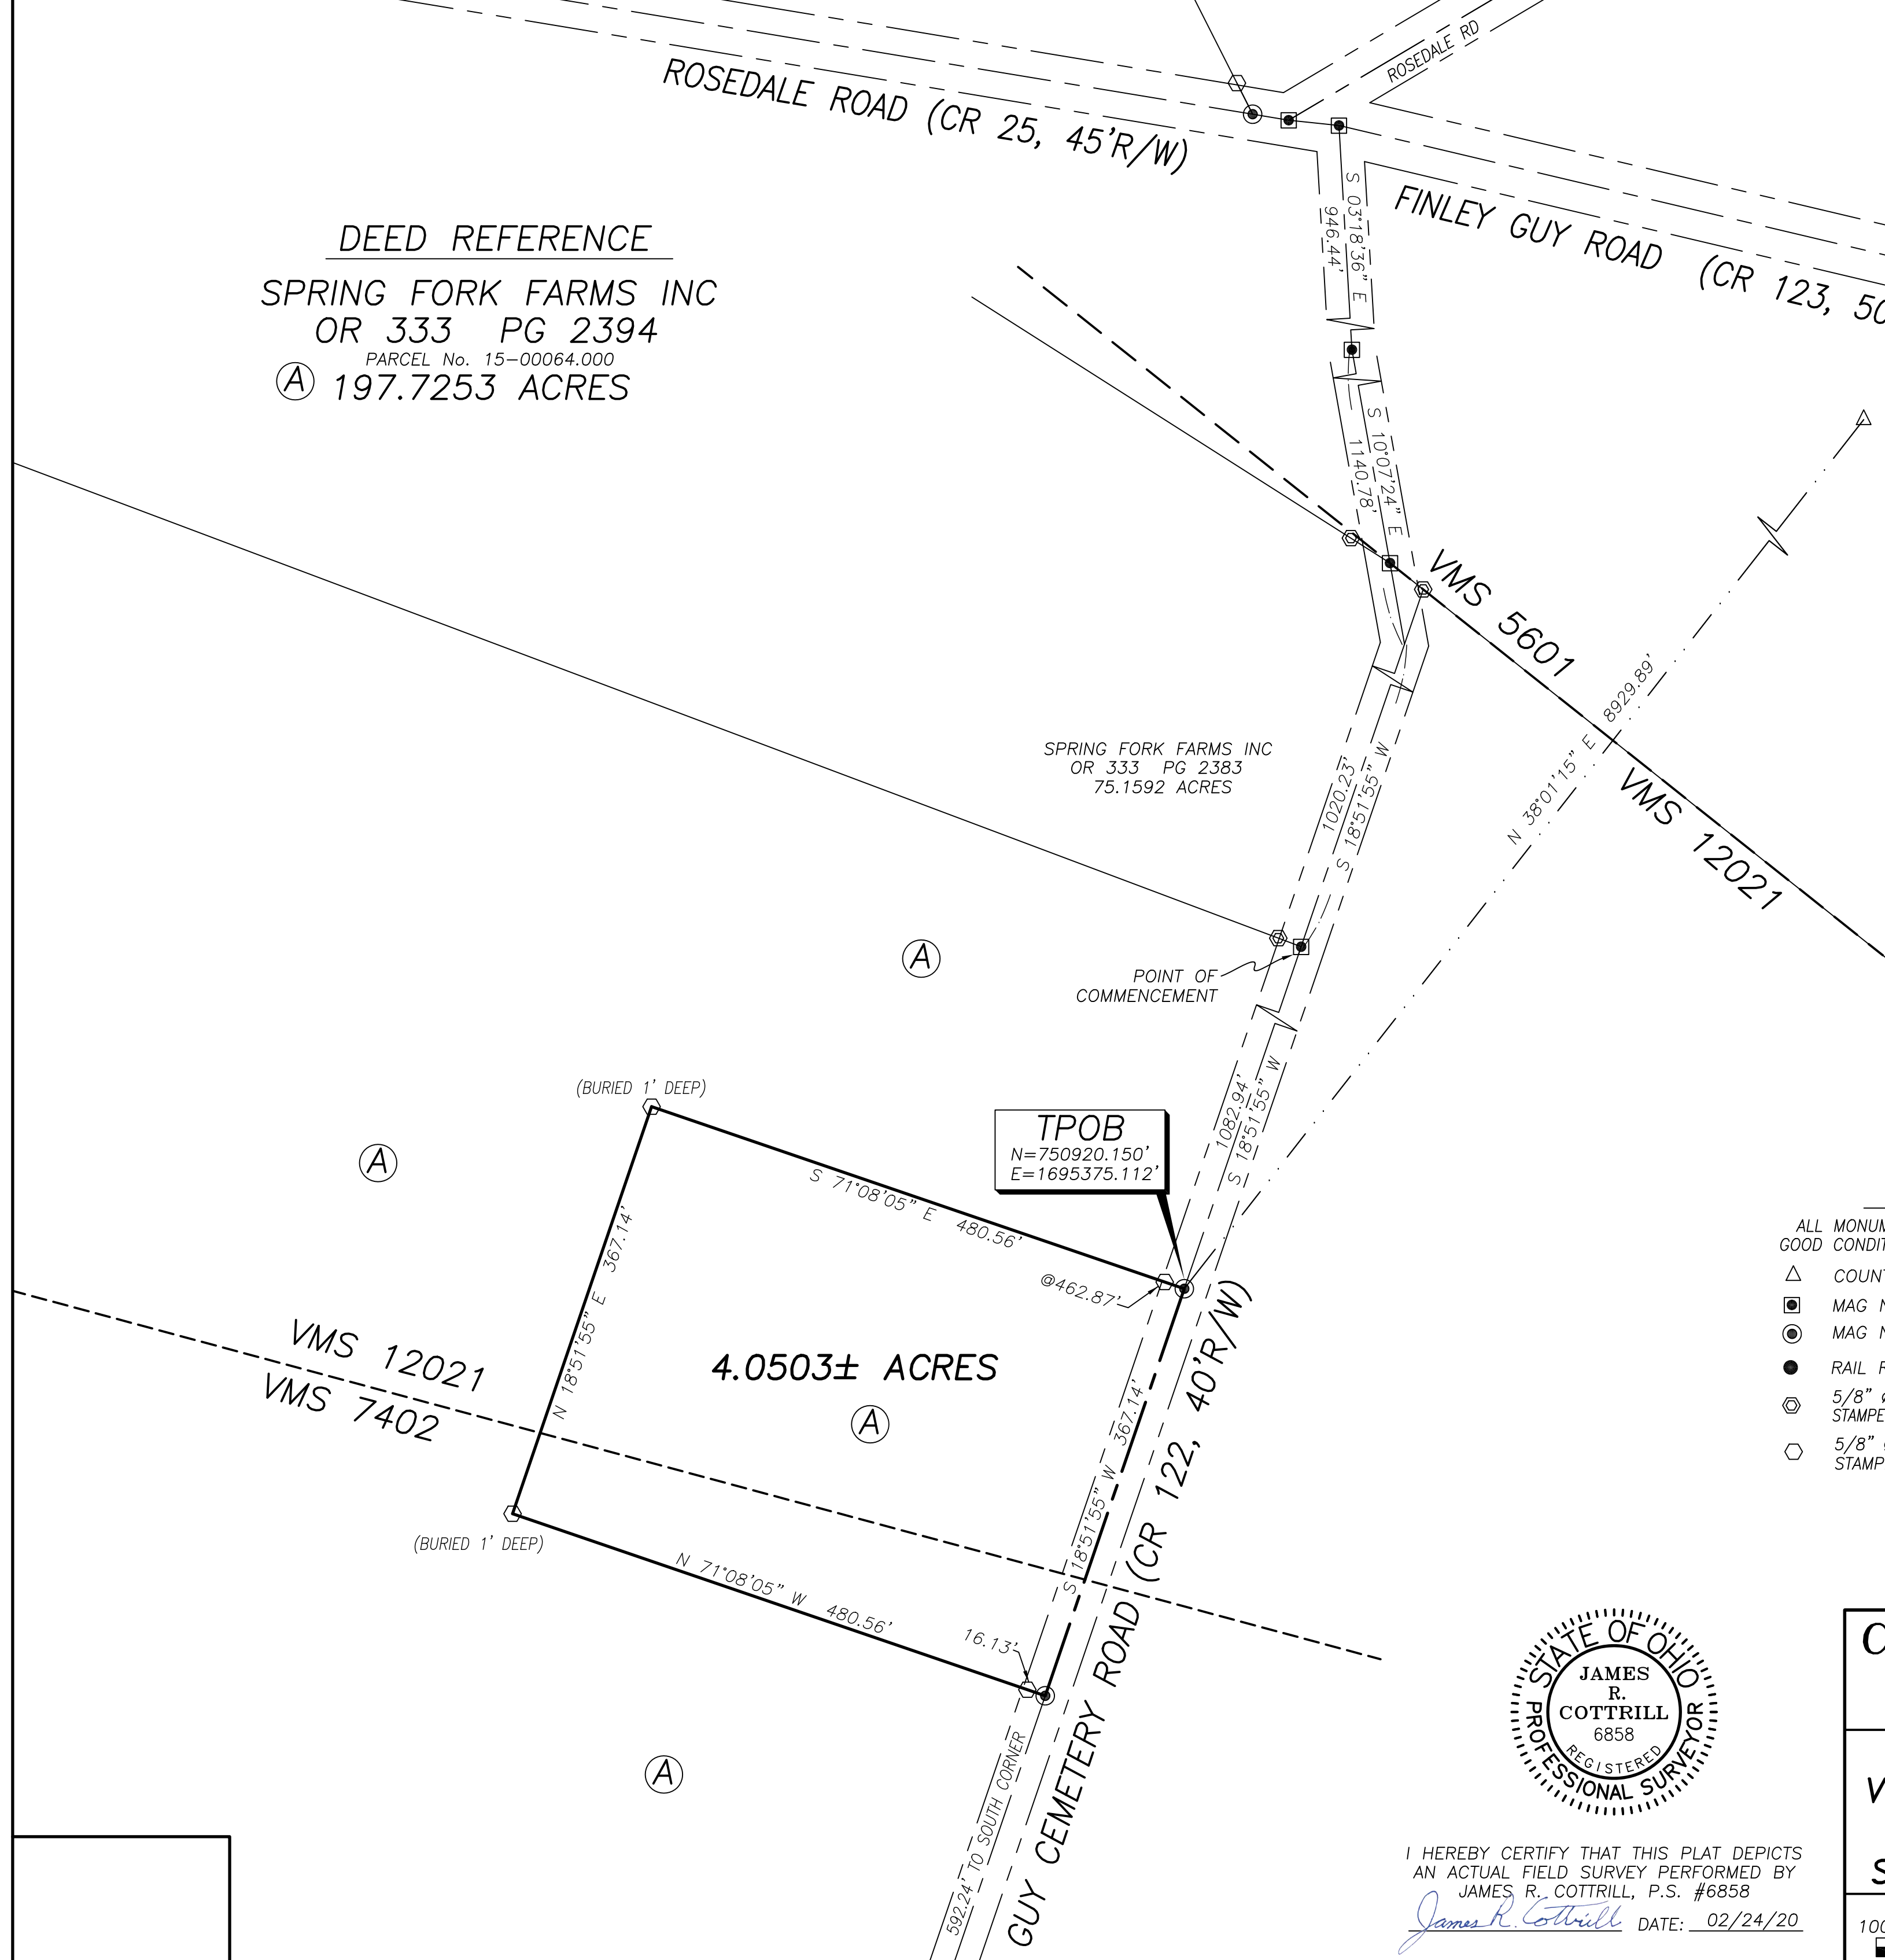 ROSEDALE RD
ROSEDALE ROAD (CR 25, 45'R/W)
FINLEY GUY ROAD (CR 123,
S 03°18'36" E
946.44'
DEED REFERENCE
SPRING FORK FARMS INC
OR 333 PG 2394
PARCEL No. 15-00064.000
A 197.7253 ACRES
S 10°07'24" E
1140.78'
VMS 5601
VMS 12021
8929.89'
N 38°01'15" E
SPRING FORK FARMS INC
OR 333 PG 2383
75.1592 ACRES
1020.23'
S 18°51'55" W
A
POINT OF
COMMENCEMENT
1082.94'
S 18°51'55" W
(BURIED 1' DEEP)
TPOB
N=750920.150'
E=1695375.112'
A
S 71°08'05" E 480.56'
@462.87'
N 18°51'55" E 367.14'
4.0503± ACRES
A
VMS 12021
VMS 7402
S 18°51'55" W 367.14'
(BURIED 1' DEEP)
N 71°08'05" W 480.56'
16.13'
A
592.24' TO SOUTH CORNER
GUY CEMETERY ROAD (CR 122, 40'R/W)
ALL
GOOD
MAG
MAG
RAIL
5/8"
5/8"
STATE OF OHIO
JAMES
R.
COTTRILL
6858
REGISTERED
PROFESSIONAL SURVEYOR
I HEREBY CERTIFY THAT THIS PLAT DEPICTS
AN ACTUAL FIELD SURVEY PERFORMED BY
JAMES R. COTTRILL, P.S. #6858
James R. Cottrill DATE: 02/24/20